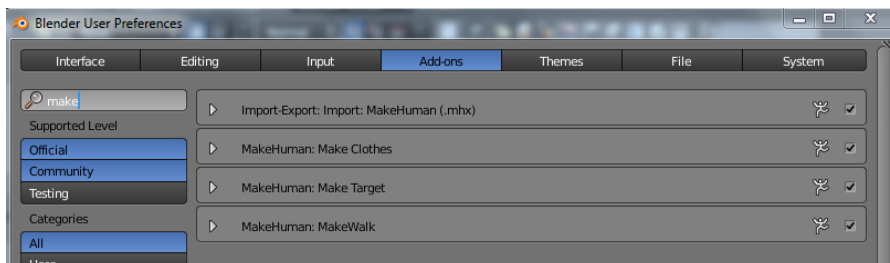 Blender User Preferences
Interface Editing Input Add-ons Themes File System
make
Supported Level
Official
Community
Testing
Categories
All
Import-Export: Import: MakeHuman (.mhx)
MakeHuman: Make Clothes
MakeHuman: Make Target
MakeHuman: MakeWalk